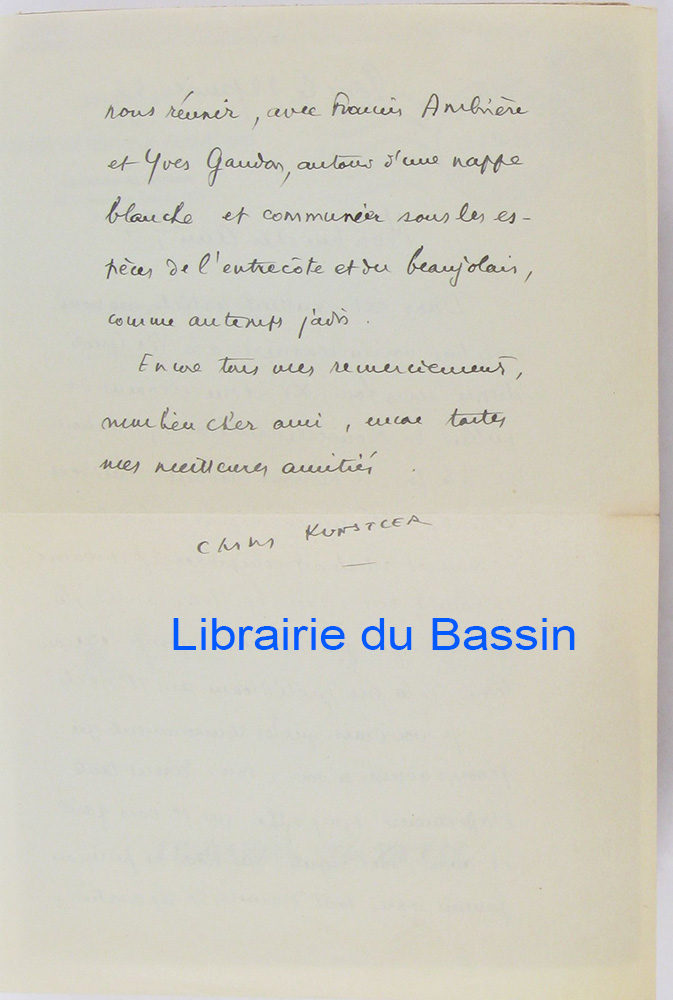 nous réunir, avec Francis Ambrière
et Yves Gandon, autour d'une nappe
blanche et communier sous les es-
pèces de l'entrecôte et du beaujolais,
comme au temps jadis.
Encore tous mes remerciements,
mon bien cher ami, encore toutes
mes meilleures amitiés.
Charles KUNSTLER
Librairie du Bassin